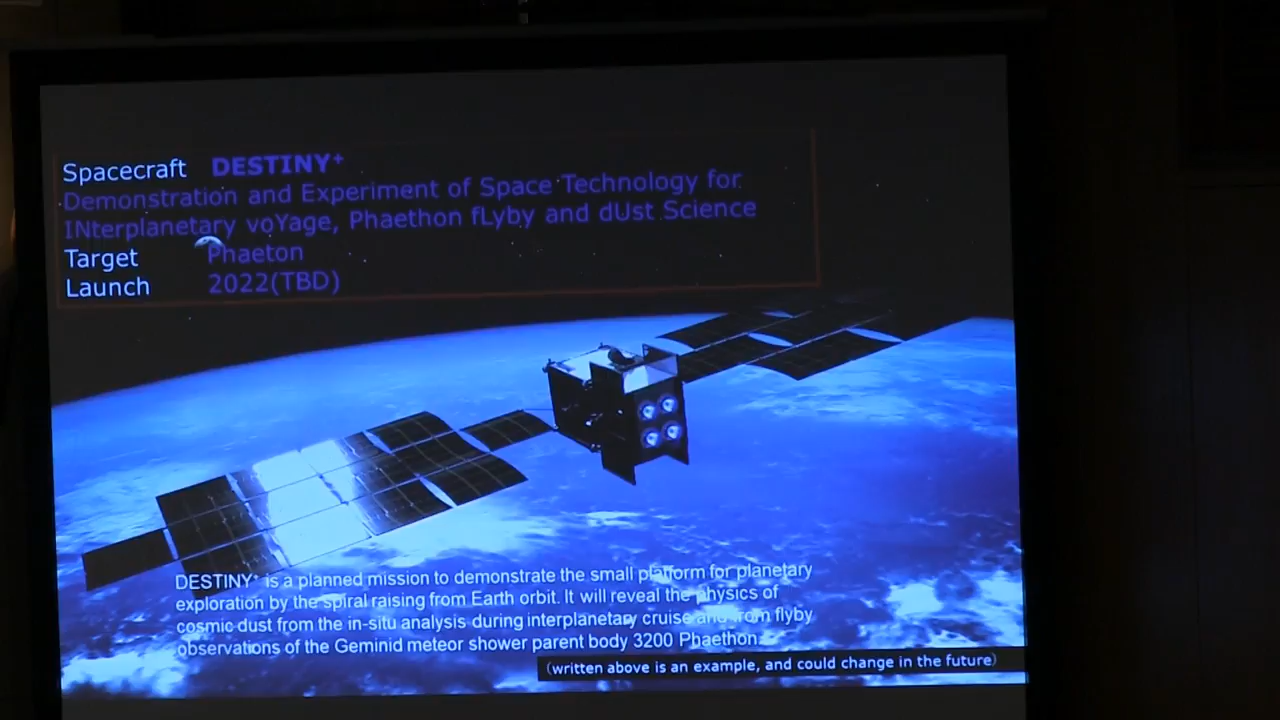 Spacecraft DESTINY+
Demonstration and Experiment of Space Technology for
INterplanetary voYage, Phaethon fLyby and dUst Science
Target Phaeton
Launch 2022(TBD)
DESTINY+ is a planned mission to demonstrate the small platform for planetary
exploration by the spiral raising from Earth orbit. It will reveal the physics of
cosmic dust from the in-situ analysis during interplanetary cruise and from flyby
observations of the Geminid meteor shower parent body 3200 Phaethon.
(written above is an example, and could change in the future)